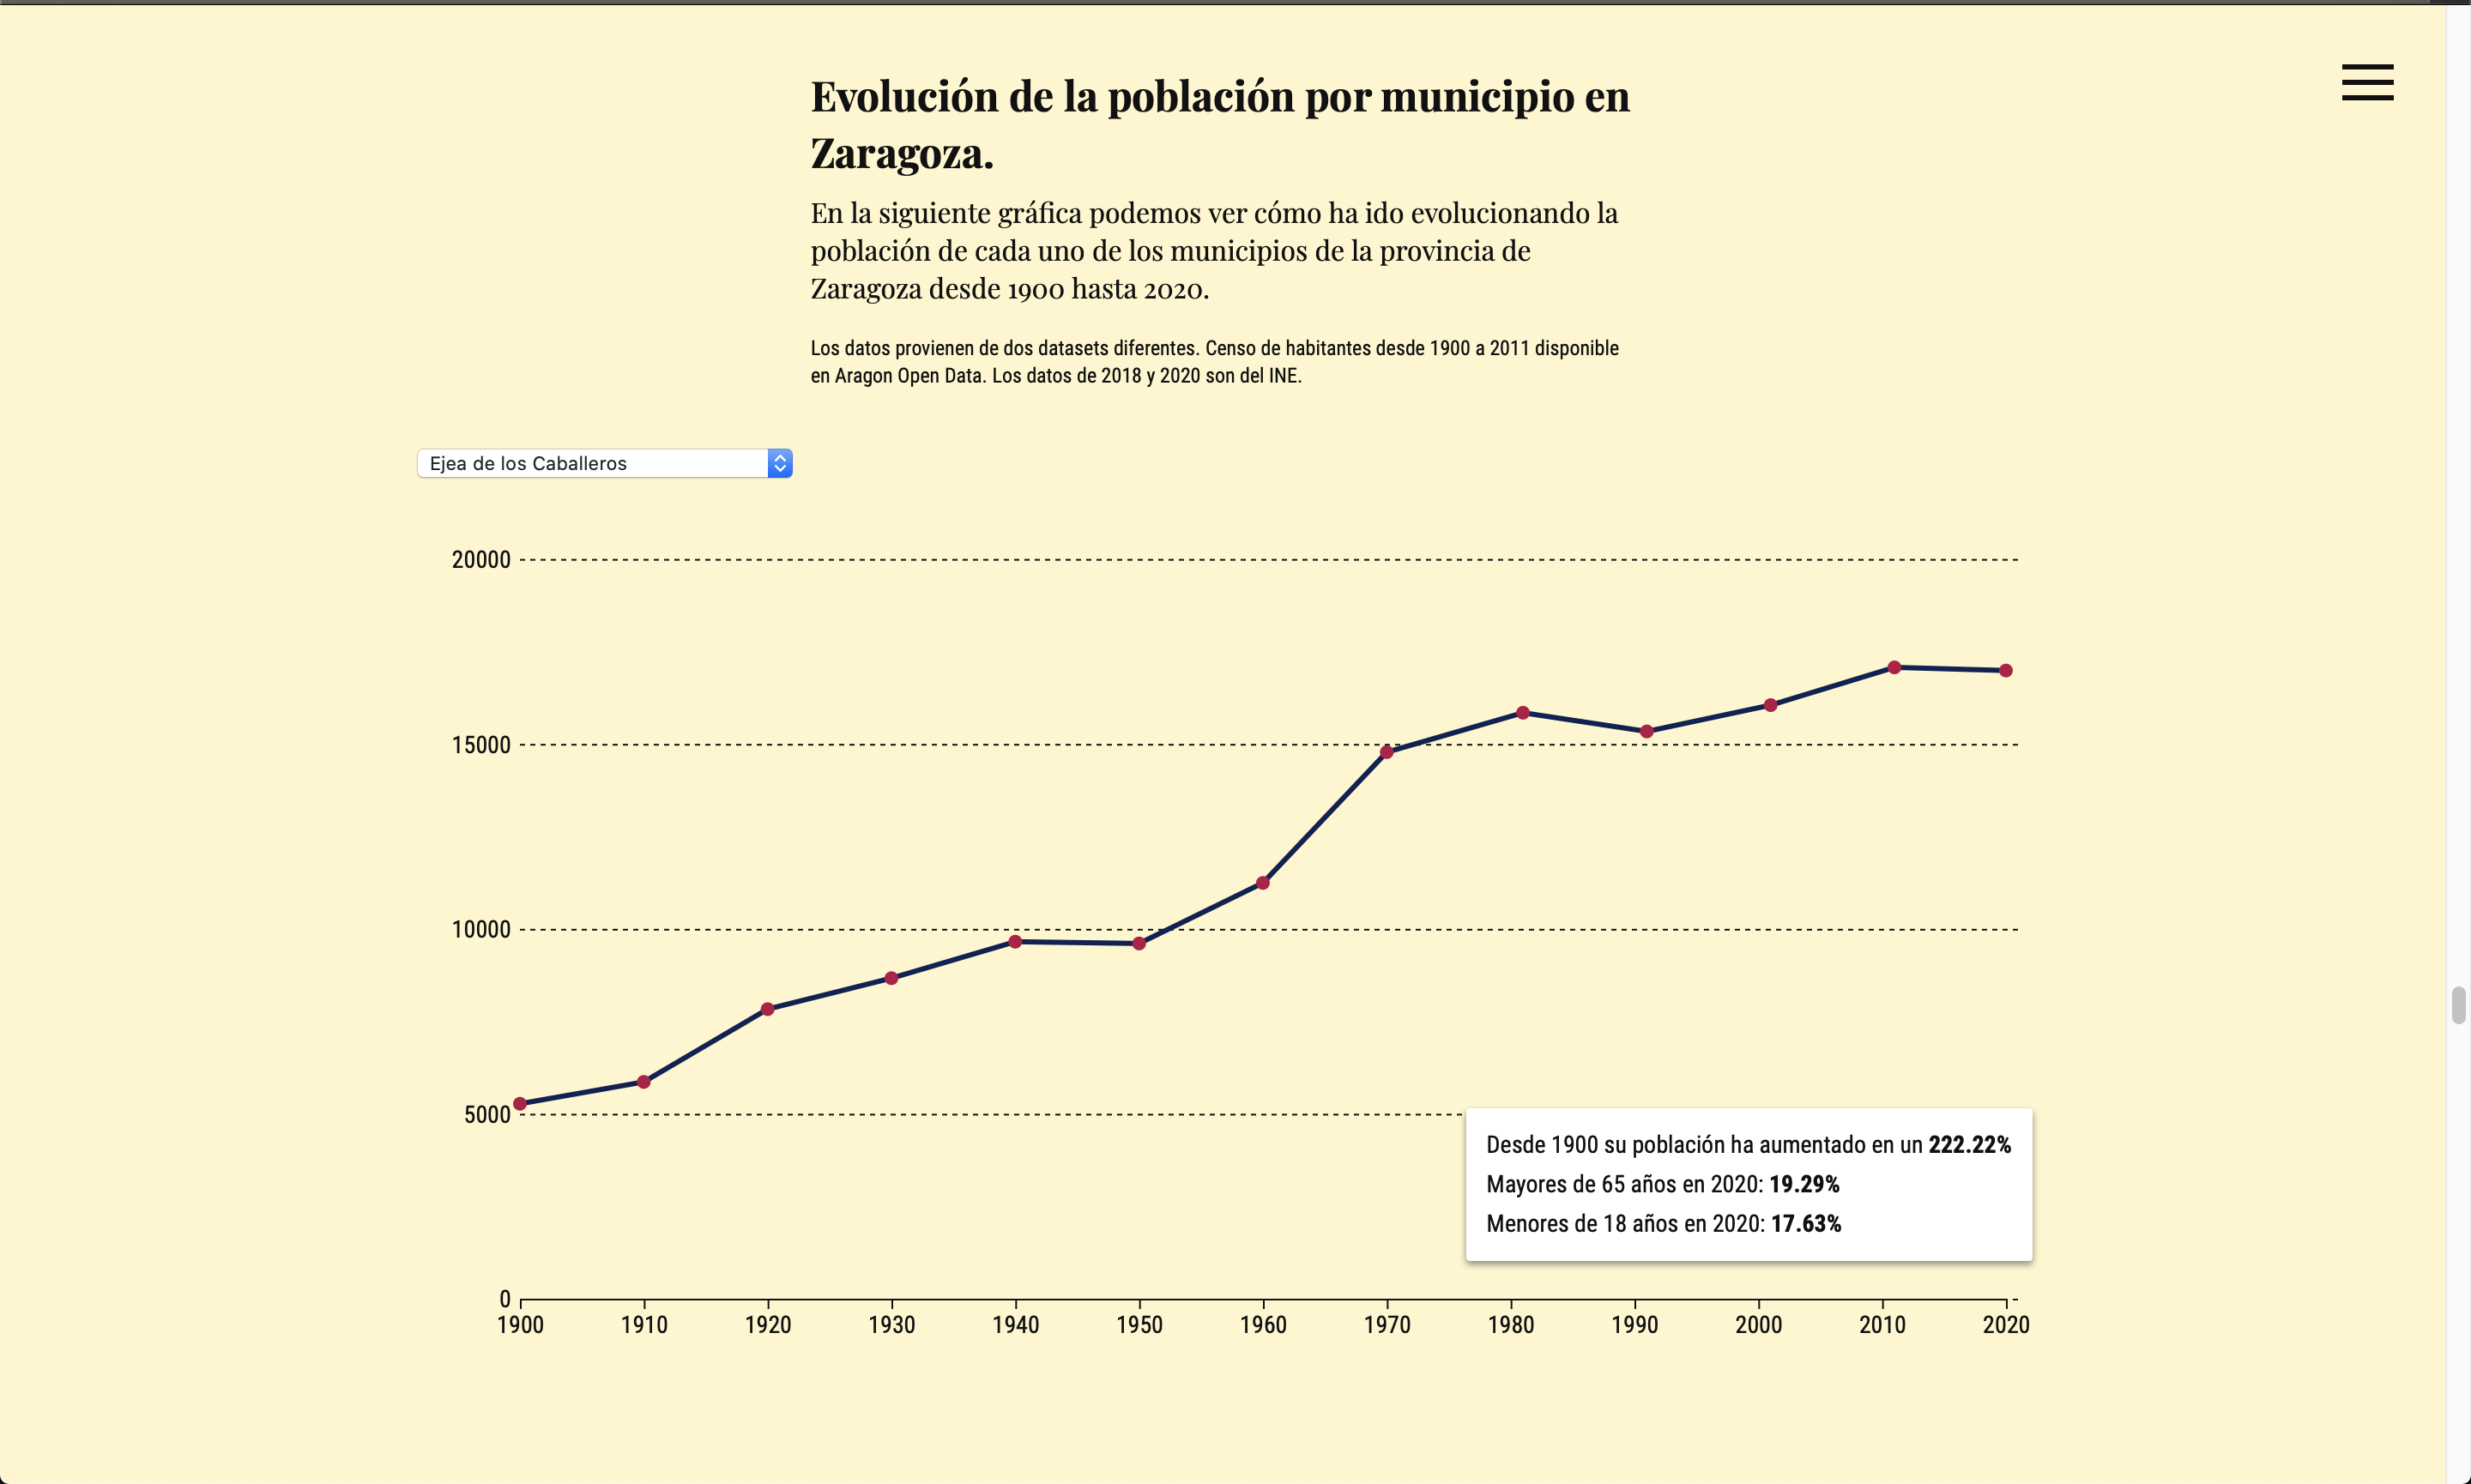 Evolución de la población por municipio en
Zaragoza.
En la siguiente gráfica podemos ver cómo ha ido evolucionando la
población de cada uno de los municipios de la provincia de
Zaragoza desde 1900 hasta 2020.
Los datos provienen de dos datasets diferentes. Censo de habitantes desde 1900 a 2011 disponible
en Aragon Open Data. Los datos de 2018 y 2020 son del INE.
Ejea de los Caballeros
20000
15000
10000
5000
0
Desde 1900 su población ha aumentado en un 222.22%
Mayores de 65 años en 2020: 19.29%
Menores de 18 años en 2020: 17.63%
1900 1910 1920 1930 1940 1950 1960 1970 1980 1990 2000 2010 2020